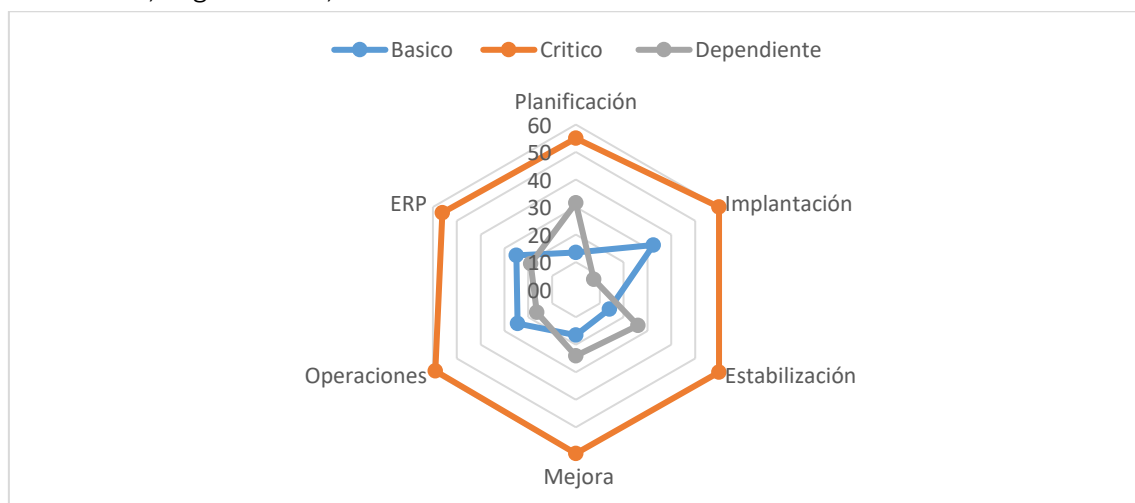 Basico Critico Dependiente
Planificación
60
50
40
30
20
10
00
ERP
Implantación
Operaciones
Estabilización
Mejora